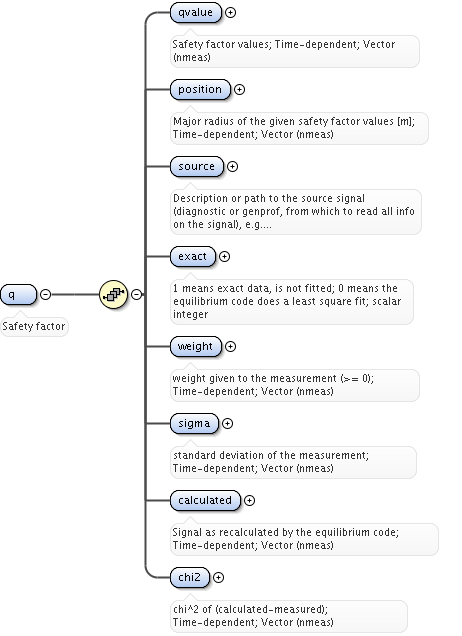 qvalue
Safety factor values; Time-dependent; Vector
(nmeas)
position
Major radius of the given safety factor values [m];
Time-dependent; Vector (nmeas)
source
Description or path to the source signal
(diagnostic or genprof, from which to read all info
on the signal), e.g....
exact
1 means exact data, is not fitted; 0 means the
equilibrium code does a least square fit; scalar
integer
q
Safety factor
weight
weight given to the measurement (>= 0);
Time-dependent; Vector (nmeas)
sigma
standard deviation of the measurement;
Time-dependent; Vector (nmeas)
calculated
Signal as recalculated by the equilibrium code;
Time-dependent; Vector (nmeas)
chi2
chi^2 of (calculated-measured);
Time-dependent; Vector (nmeas)